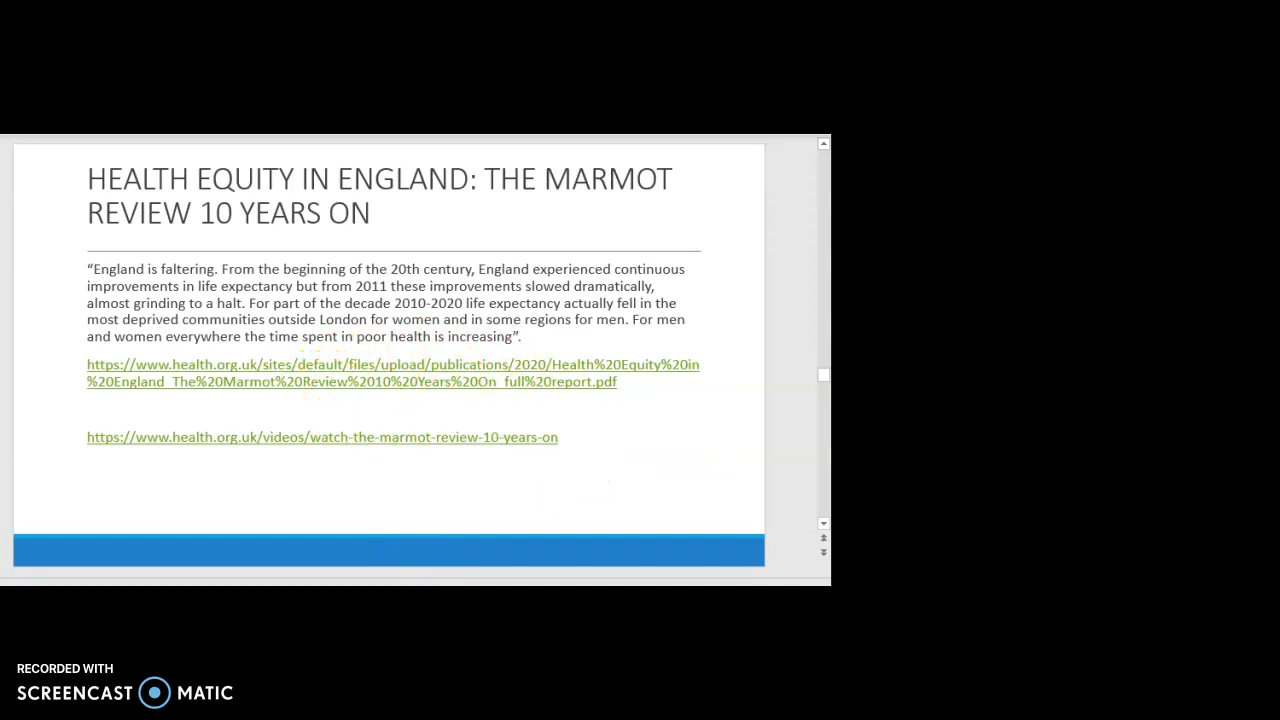 HEALTH EQUITY IN ENGLAND: THE MARMOT
REVIEW 10 YEARS ON
“England is faltering. From the beginning of the 20th century, England experienced continuous
improvements in life expectancy but from 2011 these improvements slowed dramatically,
almost grinding to a halt. For part of the decade 2010-2020 life expectancy actually fell in the
most deprived communities outside London for women and in some regions for men. For men
and women everywhere the time spent in poor health is increasing”.
https://www.health.org.uk/sites/default/files/upload/publications/2020/Health%20Equity%20in
%20England_The%20Marmot%20Review%2010%20Years%20On_full%20report.pdf
https://www.health.org.uk/videos/watch-the-marmot-review-10-years-on
RECORDED WITH
SCREENCAST MATIC